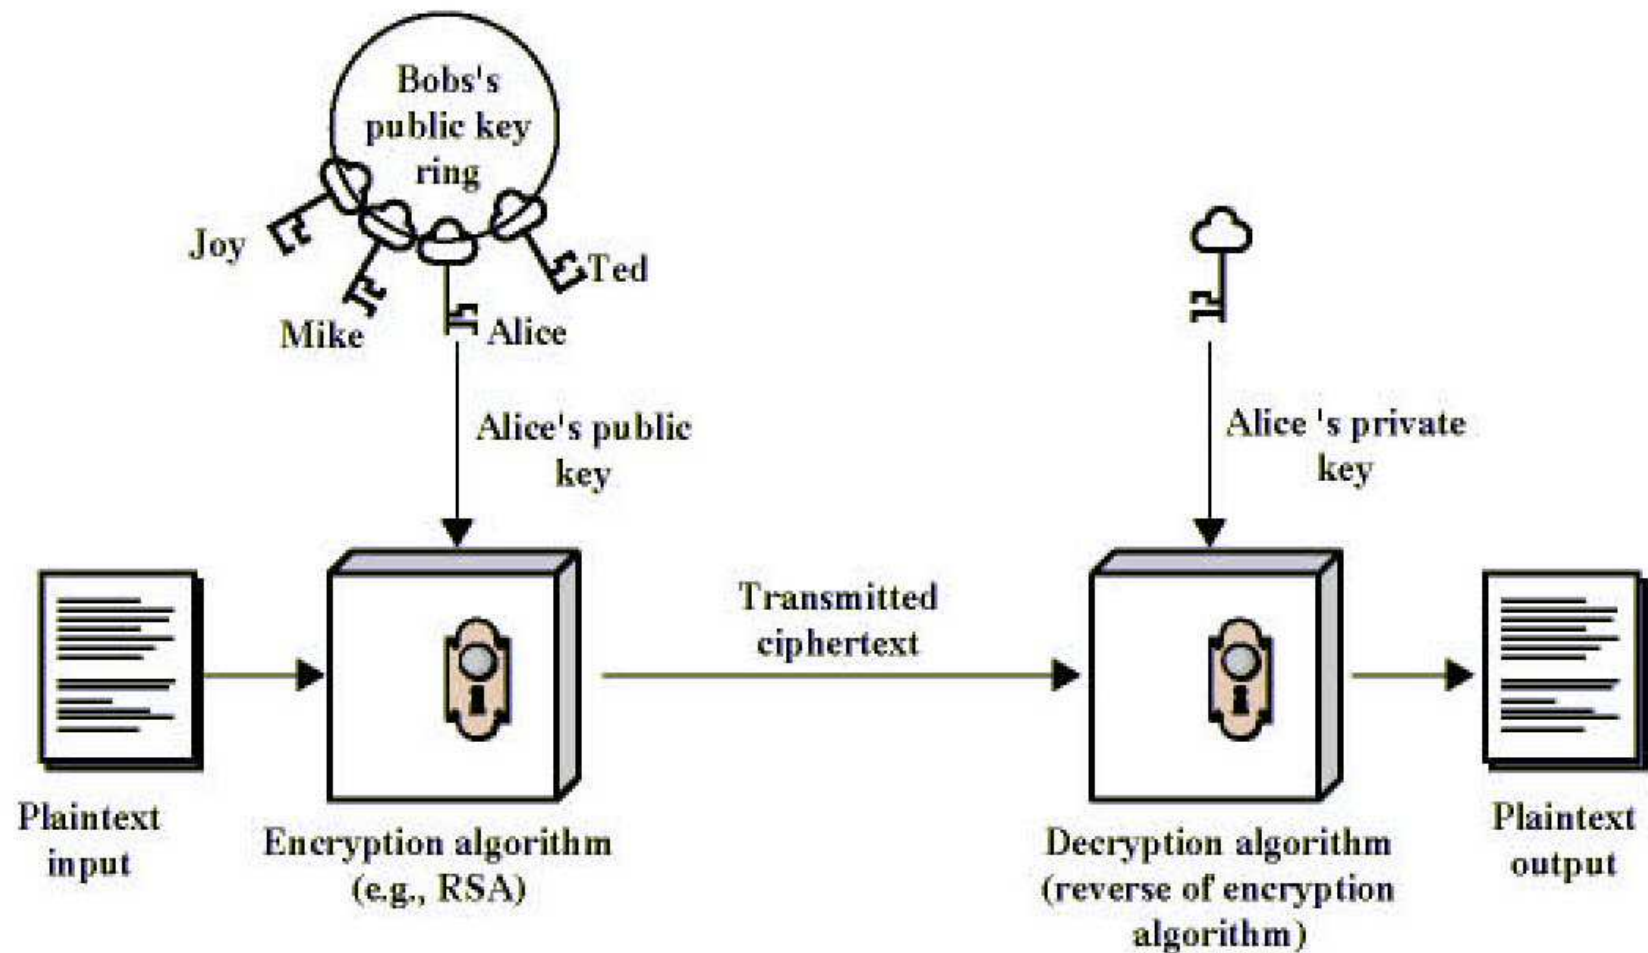 Bobs's
public key
ring
Joy
Ted
Mike
Alice
Alice's public
key
Alice 's private
key
Transmitted
ciphertext
Plaintext
input
Encryption algorithm
(e.g., RSA)
Decryption algorithm
(reverse of encryption
algorithm)
Plaintext
output